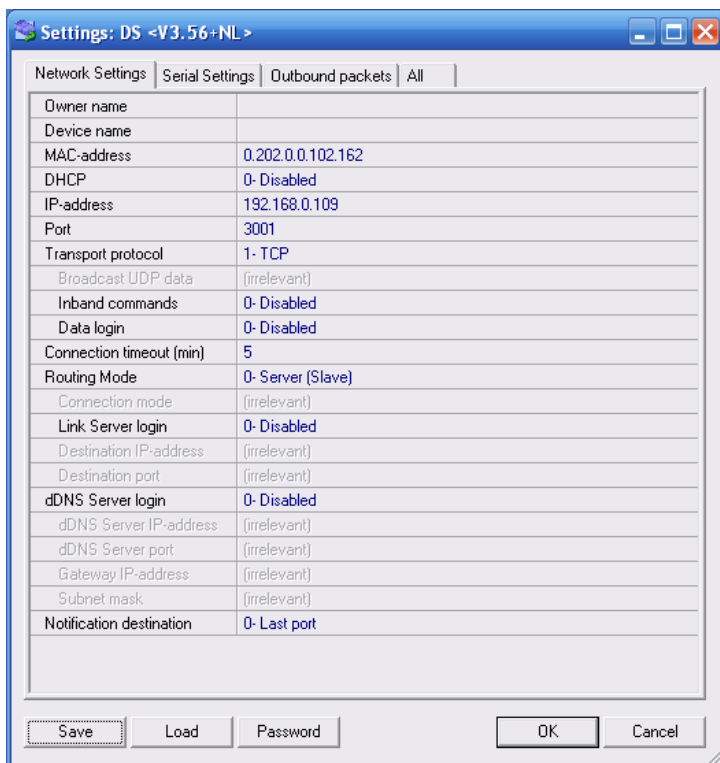 Settings: DS <V3.56+NL>
Network Settings Serial Settings Outbound packets All
Owner name
Device name
MAC-address 0.202.0.0.102.162
DHCP 0- Disabled
IP-address 192.168.0.109
Port 3001
Transport protocol 1- TCP
Broadcast UDP data (irrelevant)
Inband commands 0- Disabled
Data login 0- Disabled
Connection timeout (min) 5
Routing Mode 0- Server (Slave)
Connection mode (irrelevant)
Link Server login 0- Disabled
Destination IP-address (irrelevant)
Destination port (irrelevant)
dDNS Server login 0- Disabled
dDNS Server IP-address (irrelevant)
dDNS Server port (irrelevant)
Gateway IP-address (irrelevant)
Subnet mask (irrelevant)
Notification destination 0- Last port
Save Load Password OK Cancel